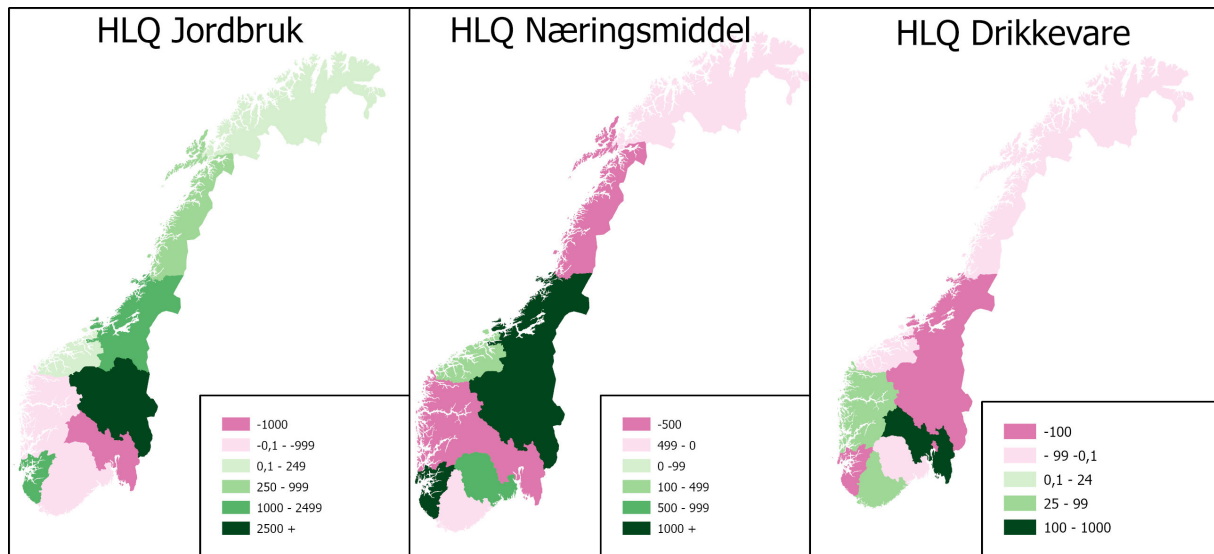 HLQ Jordbruk
-1000
-0,1 - -999
0,1 - 249
250 - 999
1000 - 2499
2500 +
HLQ Næringsmiddel
-500
499 - 0
0 -99
100 - 499
500 - 999
1000 +
HLQ Drikkevare
-100
- 99 -0,1
0,1 - 24
25 - 99
100 - 1000